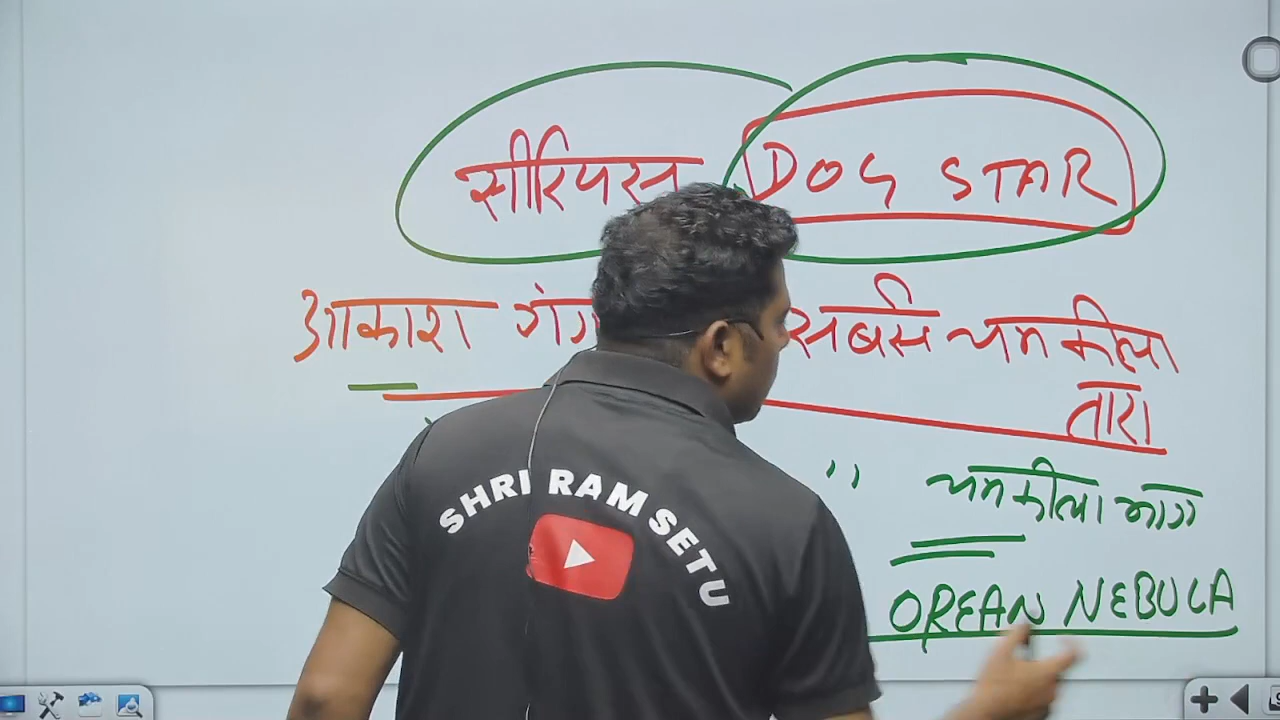 सीरियस DOG STAR
आकाश गंग सबसे चमकीला
तारा
" चमकीला भाग
OREAN NEBULA
SHRI RAM SETU